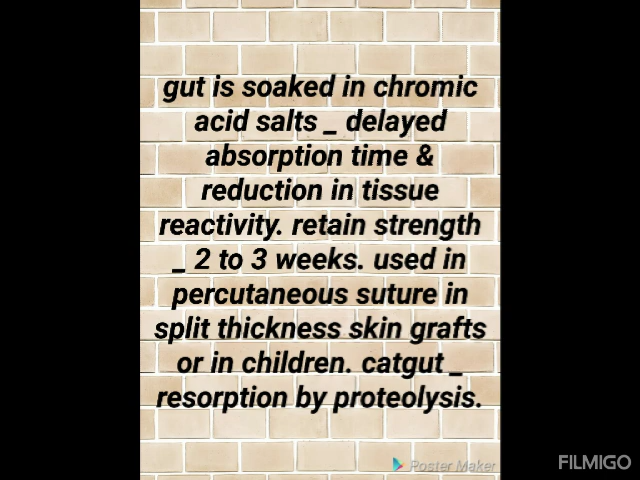 gut is soaked in chromic
acid salts _ delayed
absorption time &
reduction in tissue
reactivity. retain strength
_ 2 to 3 weeks. used in
percutaneous suture in
split thickness skin grafts
or in children. catgut _
resorption by proteolysis.
Poster Maker
FILMIGO